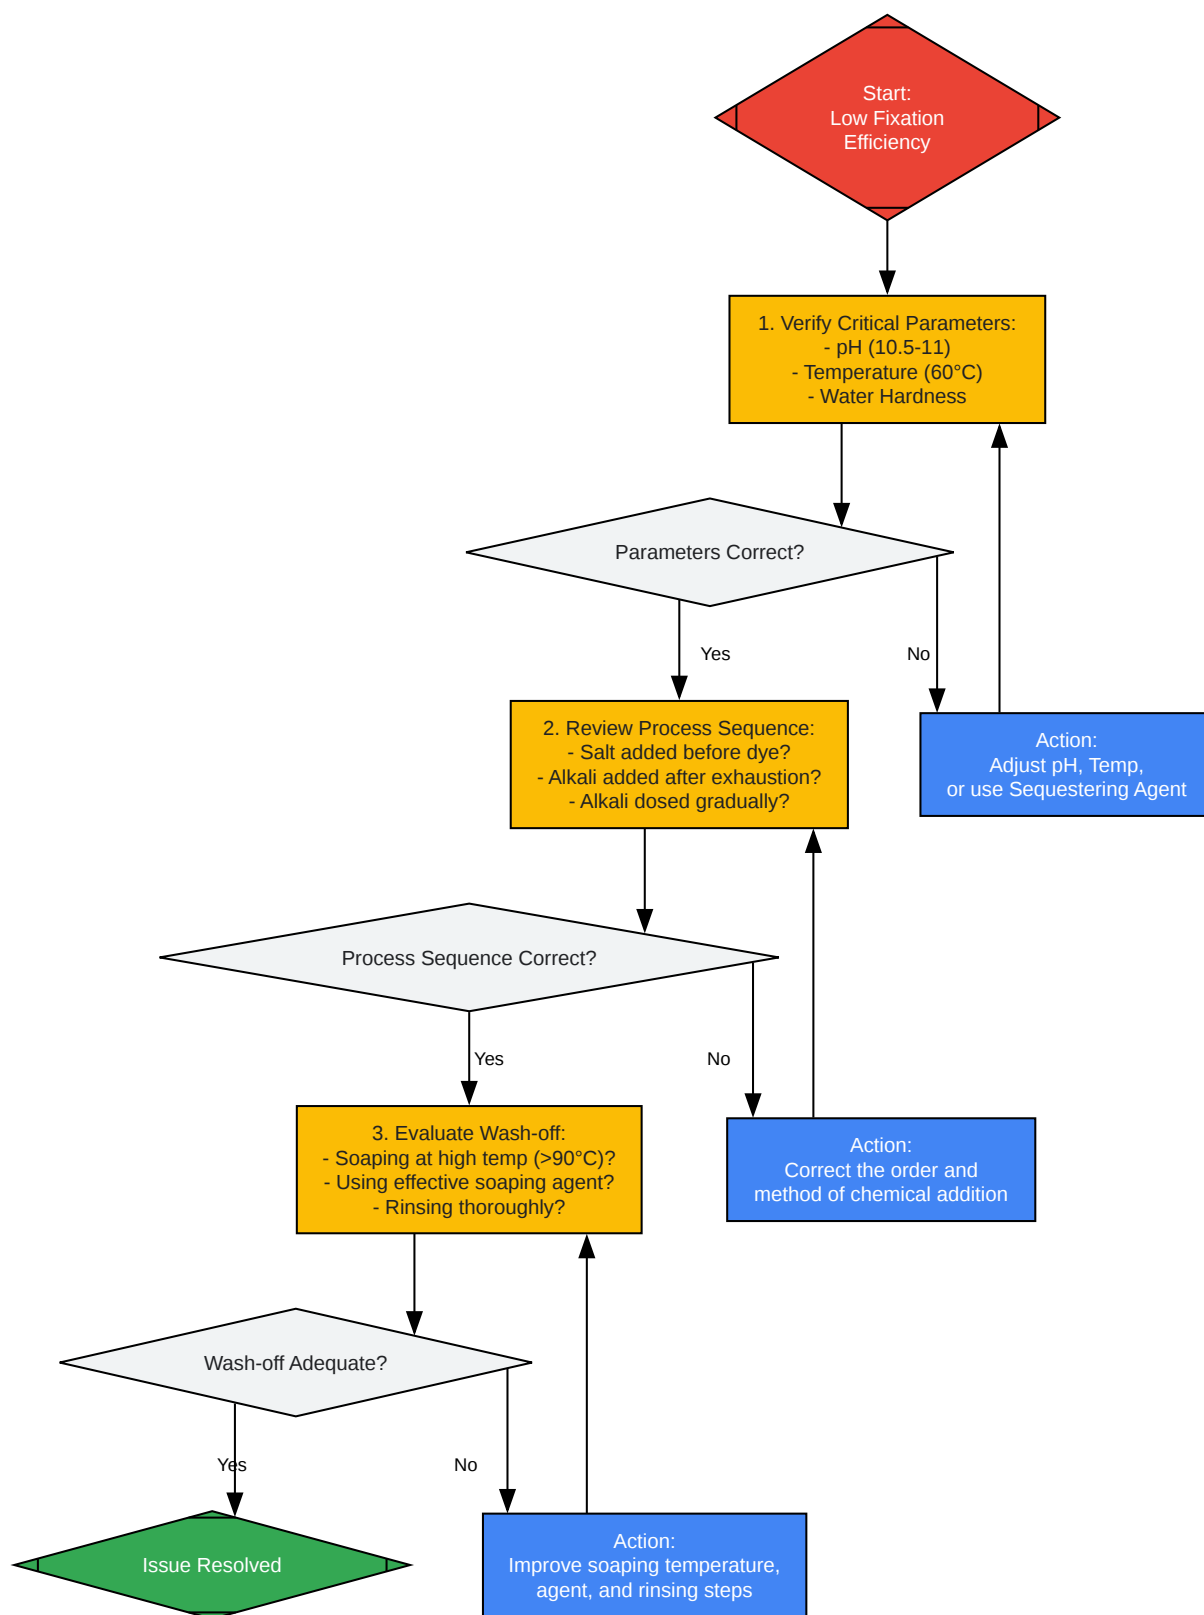 Start:
Low Fixation
Efficiency
1. Verify Critical Parameters:
- pH (10.5-11)
- Temperature (60°C)
- Water Hardness
Parameters Correct?
Yes
No
2. Review Process Sequence:
- Salt added before dye?
- Alkali added after exhaustion?
- Alkali dosed gradually?
Action:
Adjust pH, Temp,
or use Sequestering Agent
Process Sequence Correct?
Yes
No
3. Evaluate Wash-off:
- Soaping at high temp (>90°C)?
- Using effective soaping agent?
- Rinsing thoroughly?
Action:
Correct the order and
method of chemical addition
Wash-off Adequate?
Yes
No
Issue Resolved
Action:
Improve soaping temperature,
agent, and rinsing steps